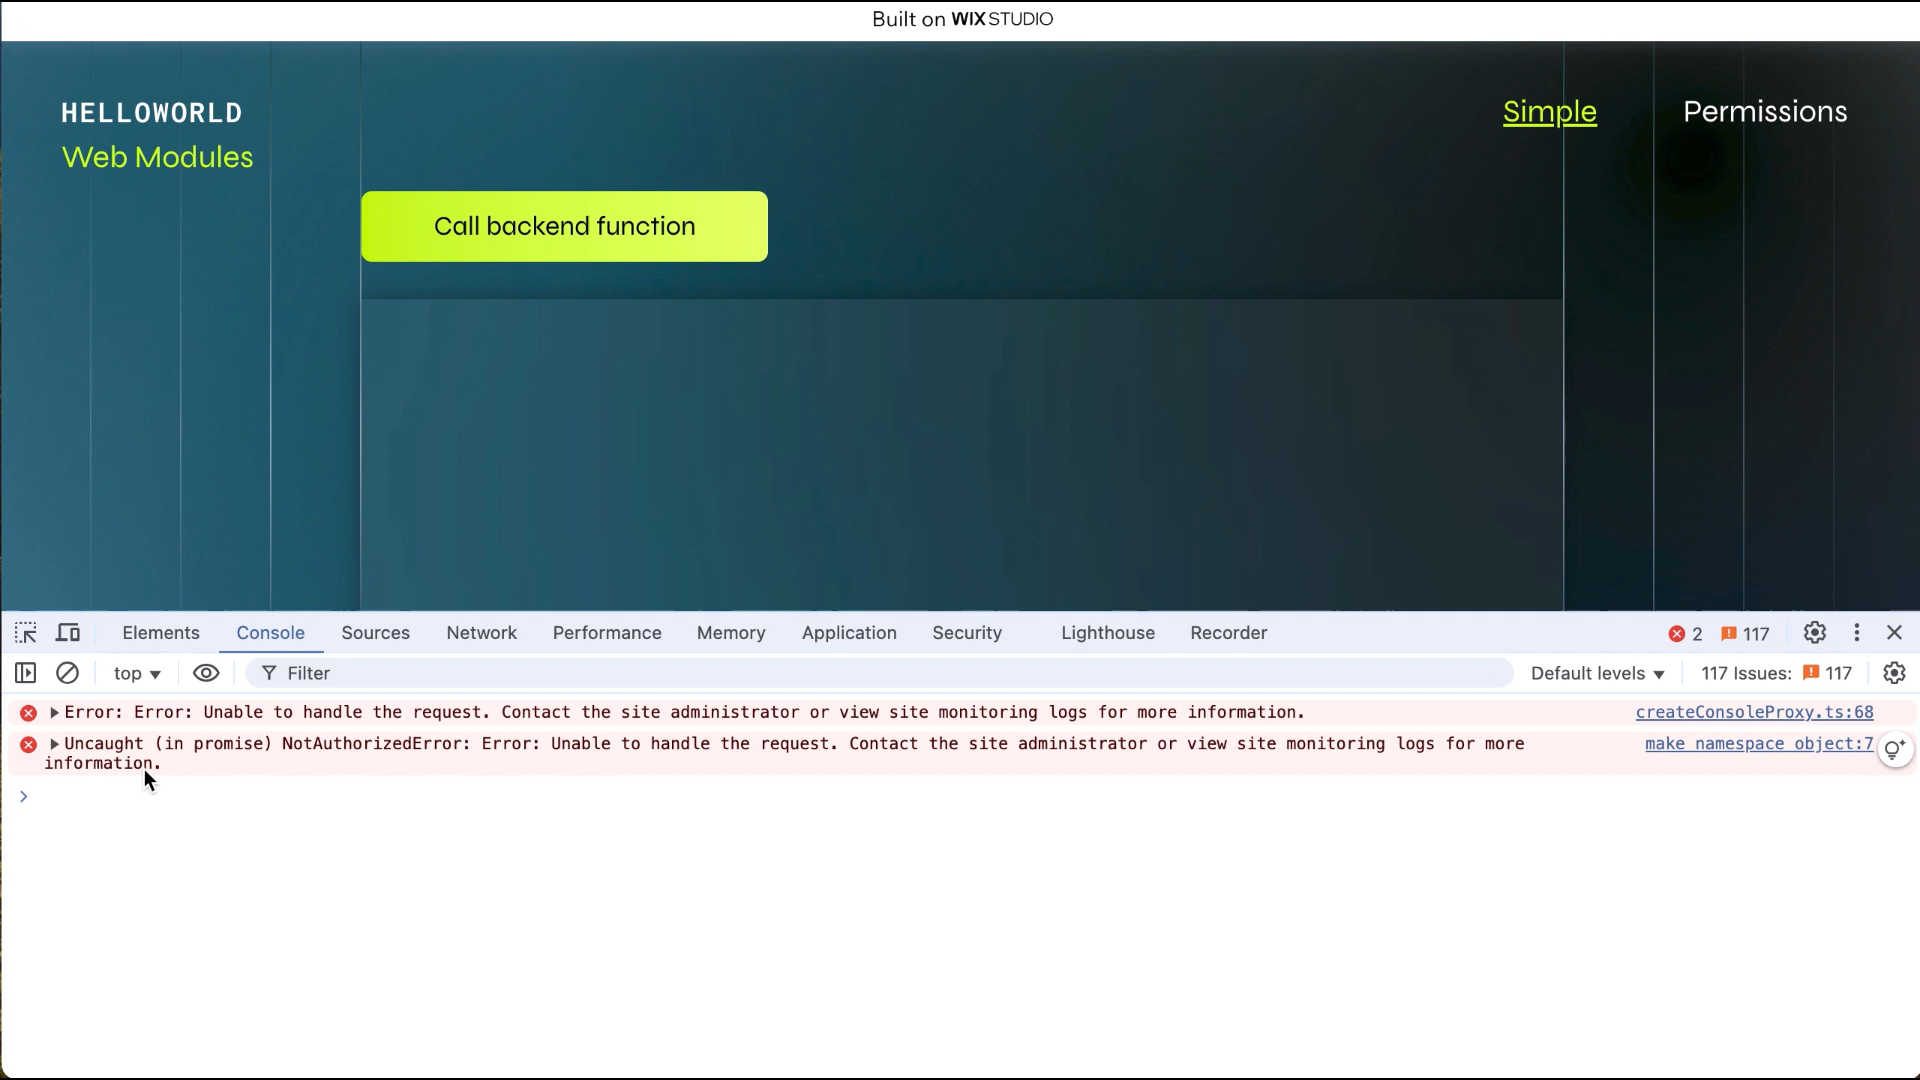 Built on WIX STUDIO
HELLOWORLD
Web Modules
Simple
Permissions
Call backend function
Elements
Console
Sources
Network
Performance
Memory
Application
Security
Lighthouse
Recorder
2
117
top
Filter
Default levels
117 Issues:
117
Error: Error: Unable to handle the request. Contact the site administrator or view site monitoring logs for more information.
createConsoleProxy.ts:68
Uncaught (in promise) NotAuthorizedError: Error: Unable to handle the request. Contact the site administrator or view site monitoring logs for more
make namespace object:7
information.